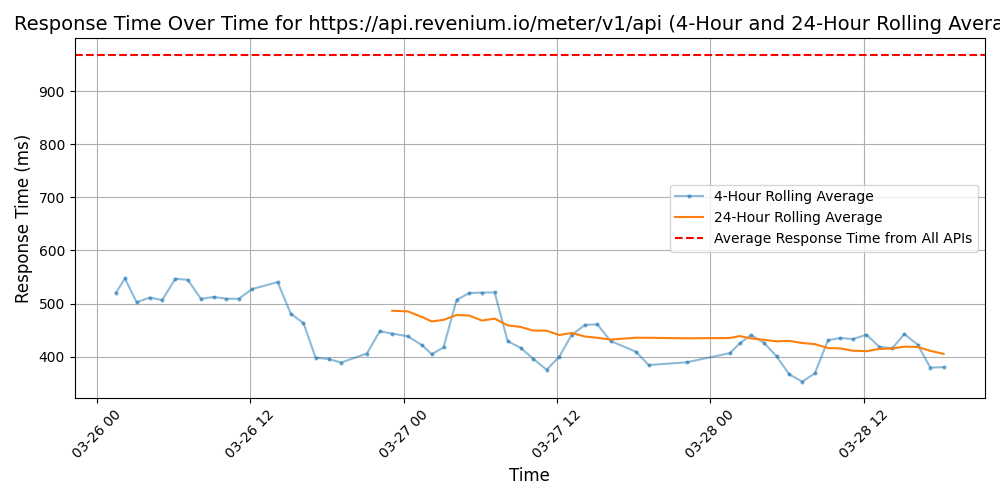 Response Time Over Time for https://api.revenium.io/meter/v1/api (4-Hour and 24-Hour Rolling Avera
900
800
700
600
500
400
Response Time (ms)
4-Hour Rolling Average
24-Hour Rolling Average
Average Response Time from All APIs
03-26 00
03-26 12
03-27 00
03-27 12
03-28 00
03-28 12
Time